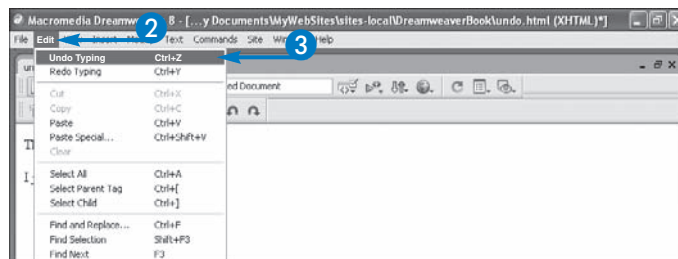 Macromedia Dreamw 8 - [...y Documents\MyWebSites\sites-local\DreamweaverBook\undo.html (XHTML)*]
2
File Edit Insert Text Commands Site Help
3
Undo Typing Ctrl+Z
Redo Typing Ctrl+Y
Cut Ctrl+X
ed Document
Copy Ctrl+C
Paste Ctrl+V
Paste Special... Ctrl+Shift+V
Clear
Select All Ctrl+A
Select Parent Tag Ctrl+[
Select Child Ctrl+]
Find and Replace... Ctrl+F
Find Selection Shift+F3
Find Next F3